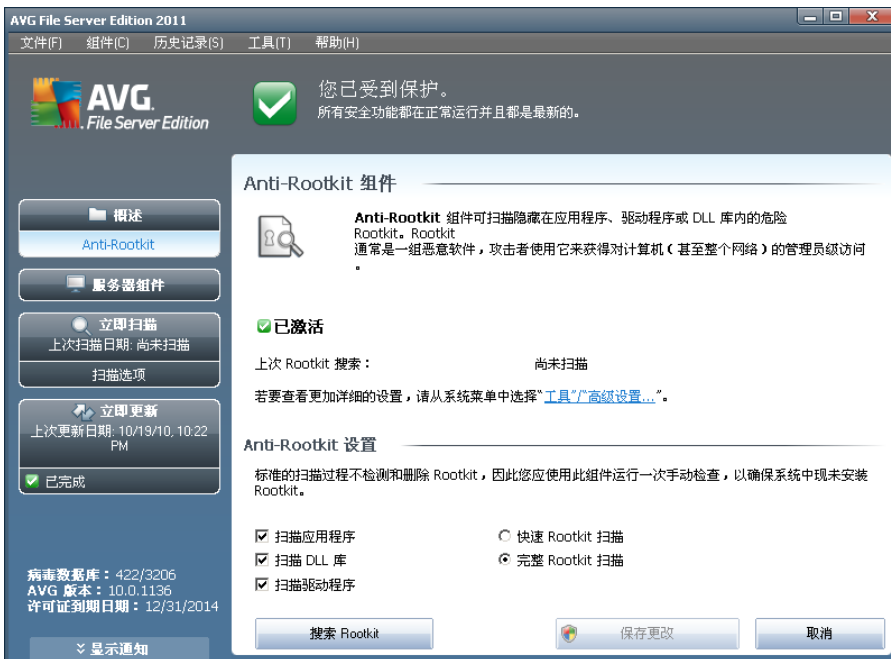 AVG File Server Edition 2011
文件(F) 组件(C) 历史记录(S) 工具(T) 帮助(H)
AVG.
File Server Edition
您已受到保护。
所有安全功能都在正常运行并且都是最新的。
概述
Anti-Rootkit
服务器组件
立即扫描
上次扫描日期: 尚未扫描
扫描选项
立即更新
上次更新日期: 10/19/10, 10:22
PM
已完成
病毒数据库：422/3206
AVG 版本：10.0.1136
许可证到期日期：12/31/2014
显示通知
Anti-Rootkit 组件
Anti-Rootkit 组件可扫描隐藏在应用程序、驱动程序或 DLL 库内的危险
Rootkit。Rootkit
通常是一组恶意软件，攻击者使用它来获得对计算机（甚至整个网络）的管理员级访问
。
已激活
上次 Rootkit 搜索： 尚未扫描
若要查看更加详细的设置，请从系统菜单中选择“工具”/“高级设置...”。
Anti-Rootkit 设置
标准的扫描过程不检测和删除 Rootkit，因此您应使用此组件运行一次手动检查，以确保系统中现未安装
Rootkit。
扫描应用程序 快速 Rootkit 扫描
扫描 DLL 库 完整 Rootkit 扫描
扫描驱动程序
搜索 Rootkit 保存更改 取消